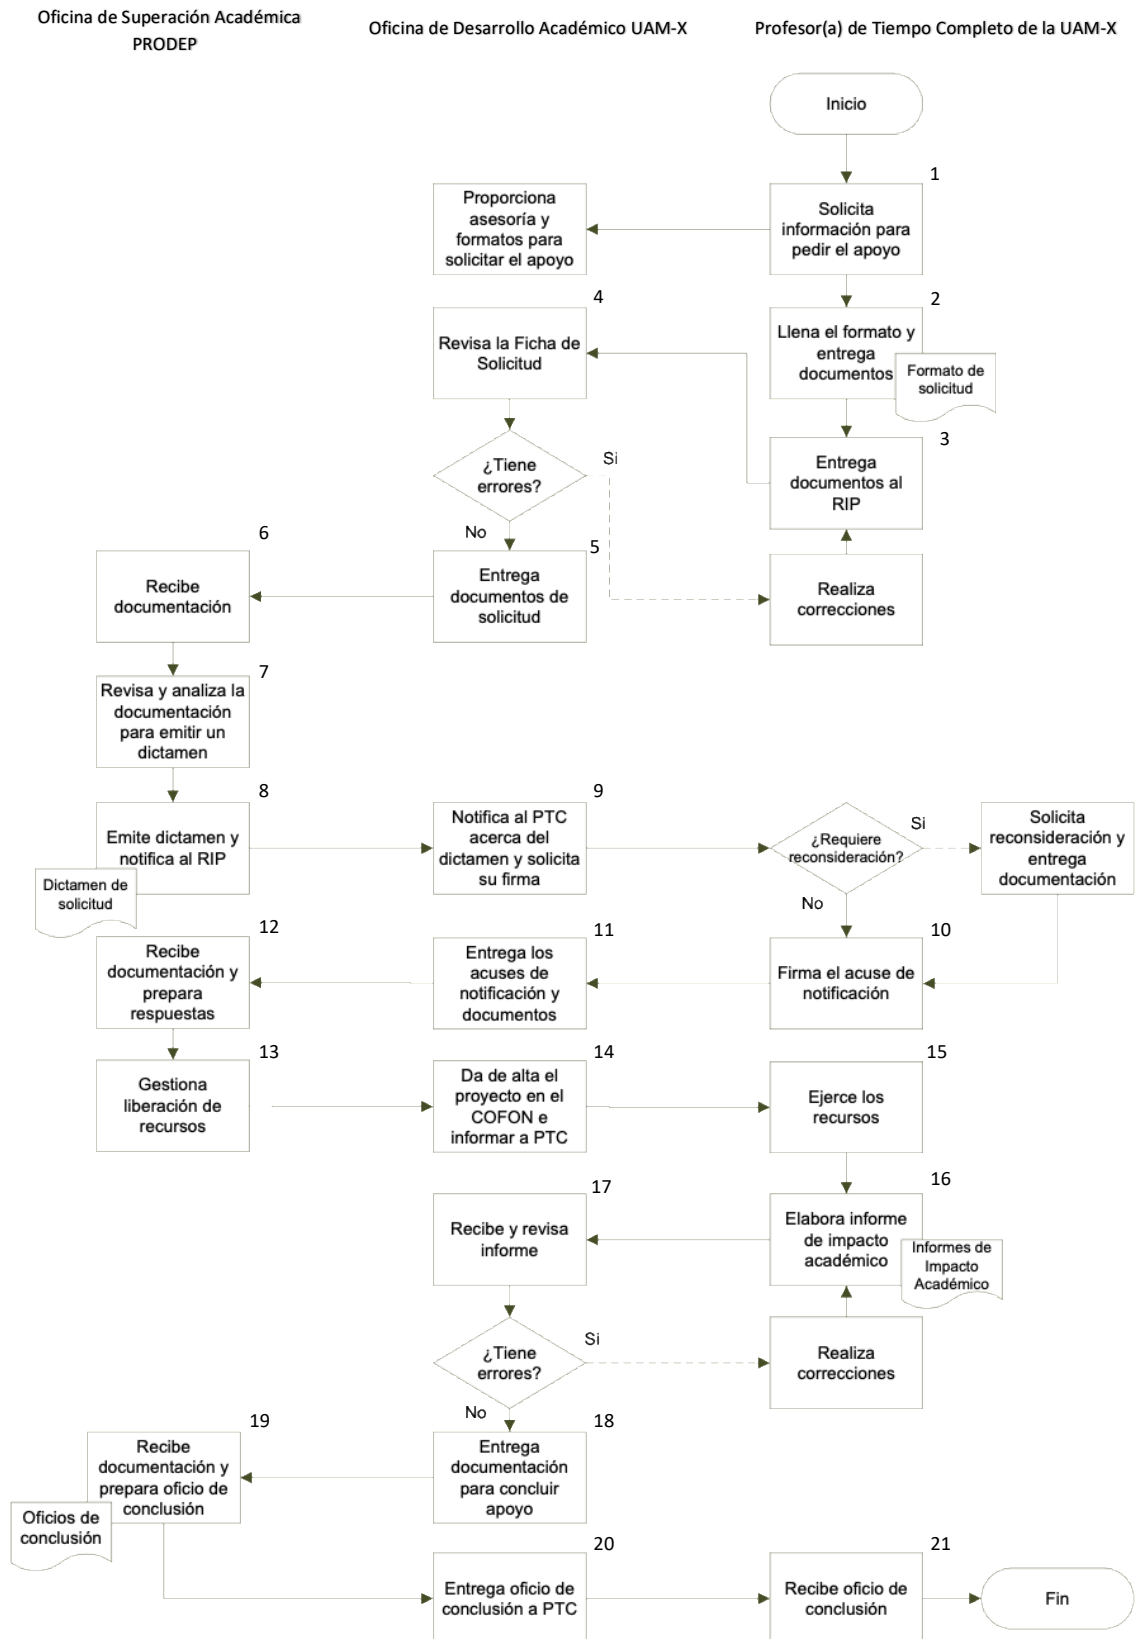 Oficina de Superación Académica
PRODEP
Oficina de Desarrollo Académico UAM-X
Profesor(a) de Tiempo Completo de la UAM-X
Inicio
1
Proporciona
asesoría y
formatos para
solicitar el apoyo
Solicita
información para
pedir el apoyo
4
2
Revisa la Ficha de
Solicitud
Llena el formato y
entrega
documentos
Formato de
solicitud
3
¿Tiene
errores?
Si
No
Entrega
documentos al
RIP
6
5
Recibe
documentación
Entrega
documentos de
solicitud
Realiza
correcciones
7
Revisa y analiza la
documentación
para emitir un
dictamen
8
9
Emite dictamen y
notifica al RIP
Dictamen de
solicitud
Notifica al PTC
acerca del
dictamen y solicita
su firma
¿Requiere
reconsideración?
Si
No
Solicita
reconsideración y
entrega
documentación
12
11
10
Recibe
documentación y
prepara
respuestas
Entrega los
acuses de
notificación y
documentos
Firma el acuse de
notificación
13
14
15
Gestiona
liberación de
recursos
Da de alta el
proyecto en el
COFON e
informar a PTC
Ejerce los
recursos
17
16
Recibe y revisa
informe
Elabora informe
de impacto
académico
Informes de
Impacto
Académico
¿Tiene
errores?
Si
No
Realiza
correcciones
19
18
Recibe
documentación y
prepara oficio de
conclusión
Oficios de
conclusión
Entrega
documentación
para concluir
apoyo
20
21
Entrega oficio de
conclusión a PTC
Recibe oficio de
conclusión
Fin